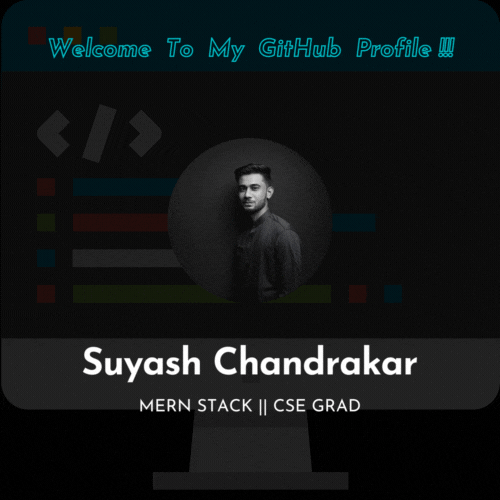 Welcome To My GitHub Profile !!!
</>
Suyash Chandrakar
MERN STACK || CSE GRAD